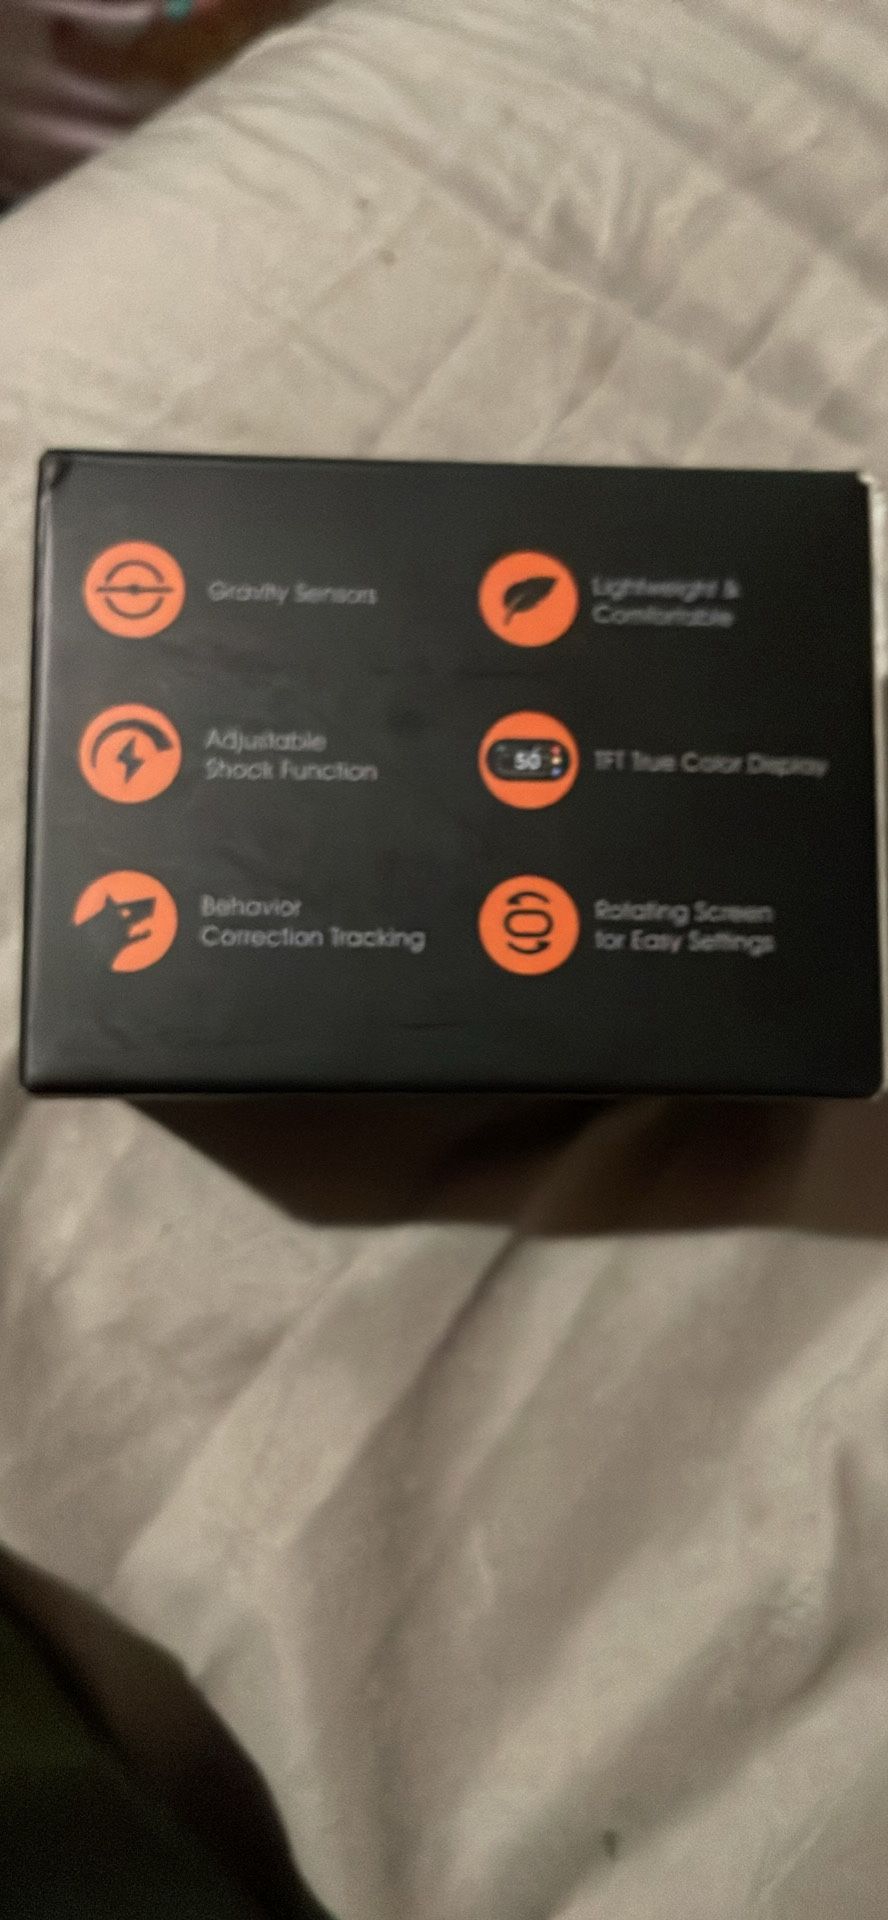 Gravity Sensors
Adjustable
Shock Function
Behavior
Correction Tracking
Lightweight &
Comfortable
50
TFT True Color Display
Rotating Screen
for Easy Settings